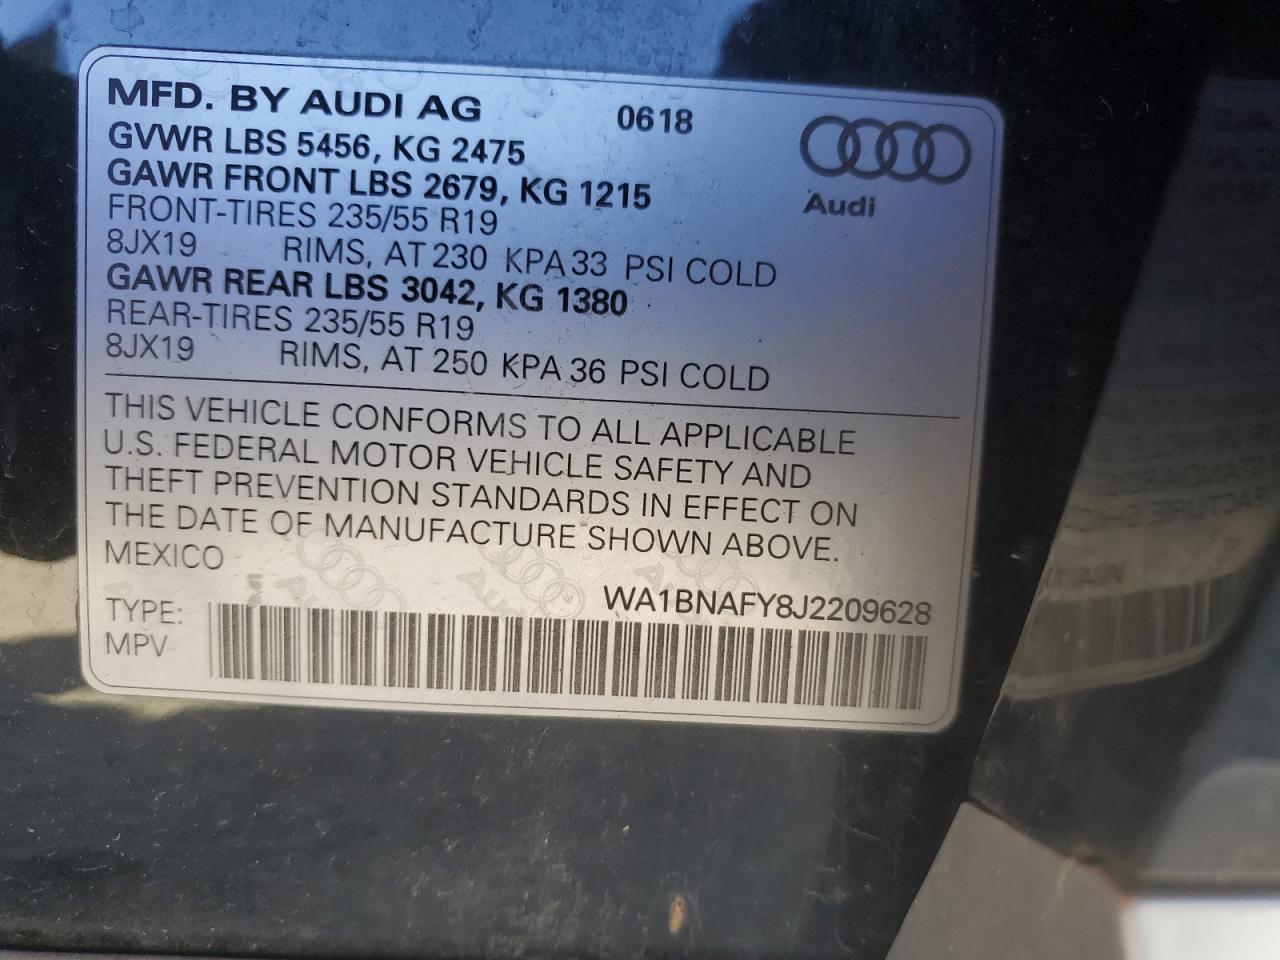 MFD. BY AUDI AG 0618
Audi
GVWR LBS 5456, KG 2475
GAWR FRONT LBS 2679, KG 1215
FRONT-TIRES 235/55 R19
8JX19 RIMS, AT 230 KPA 33 PSI COLD
GAWR REAR LBS 3042, KG 1380
REAR-TIRES 235/55 R19
8JX19 RIMS, AT 250 KPA 36 PSI COLD
THIS VEHICLE CONFORMS TO ALL APPLICABLE
U.S. FEDERAL MOTOR VEHICLE SAFETY AND
THEFT PREVENTION STANDARDS IN EFFECT ON
THE DATE OF MANUFACTURE SHOWN ABOVE.
MEXICO
WA1BNAFY8J2209628
TYPE:
MPV